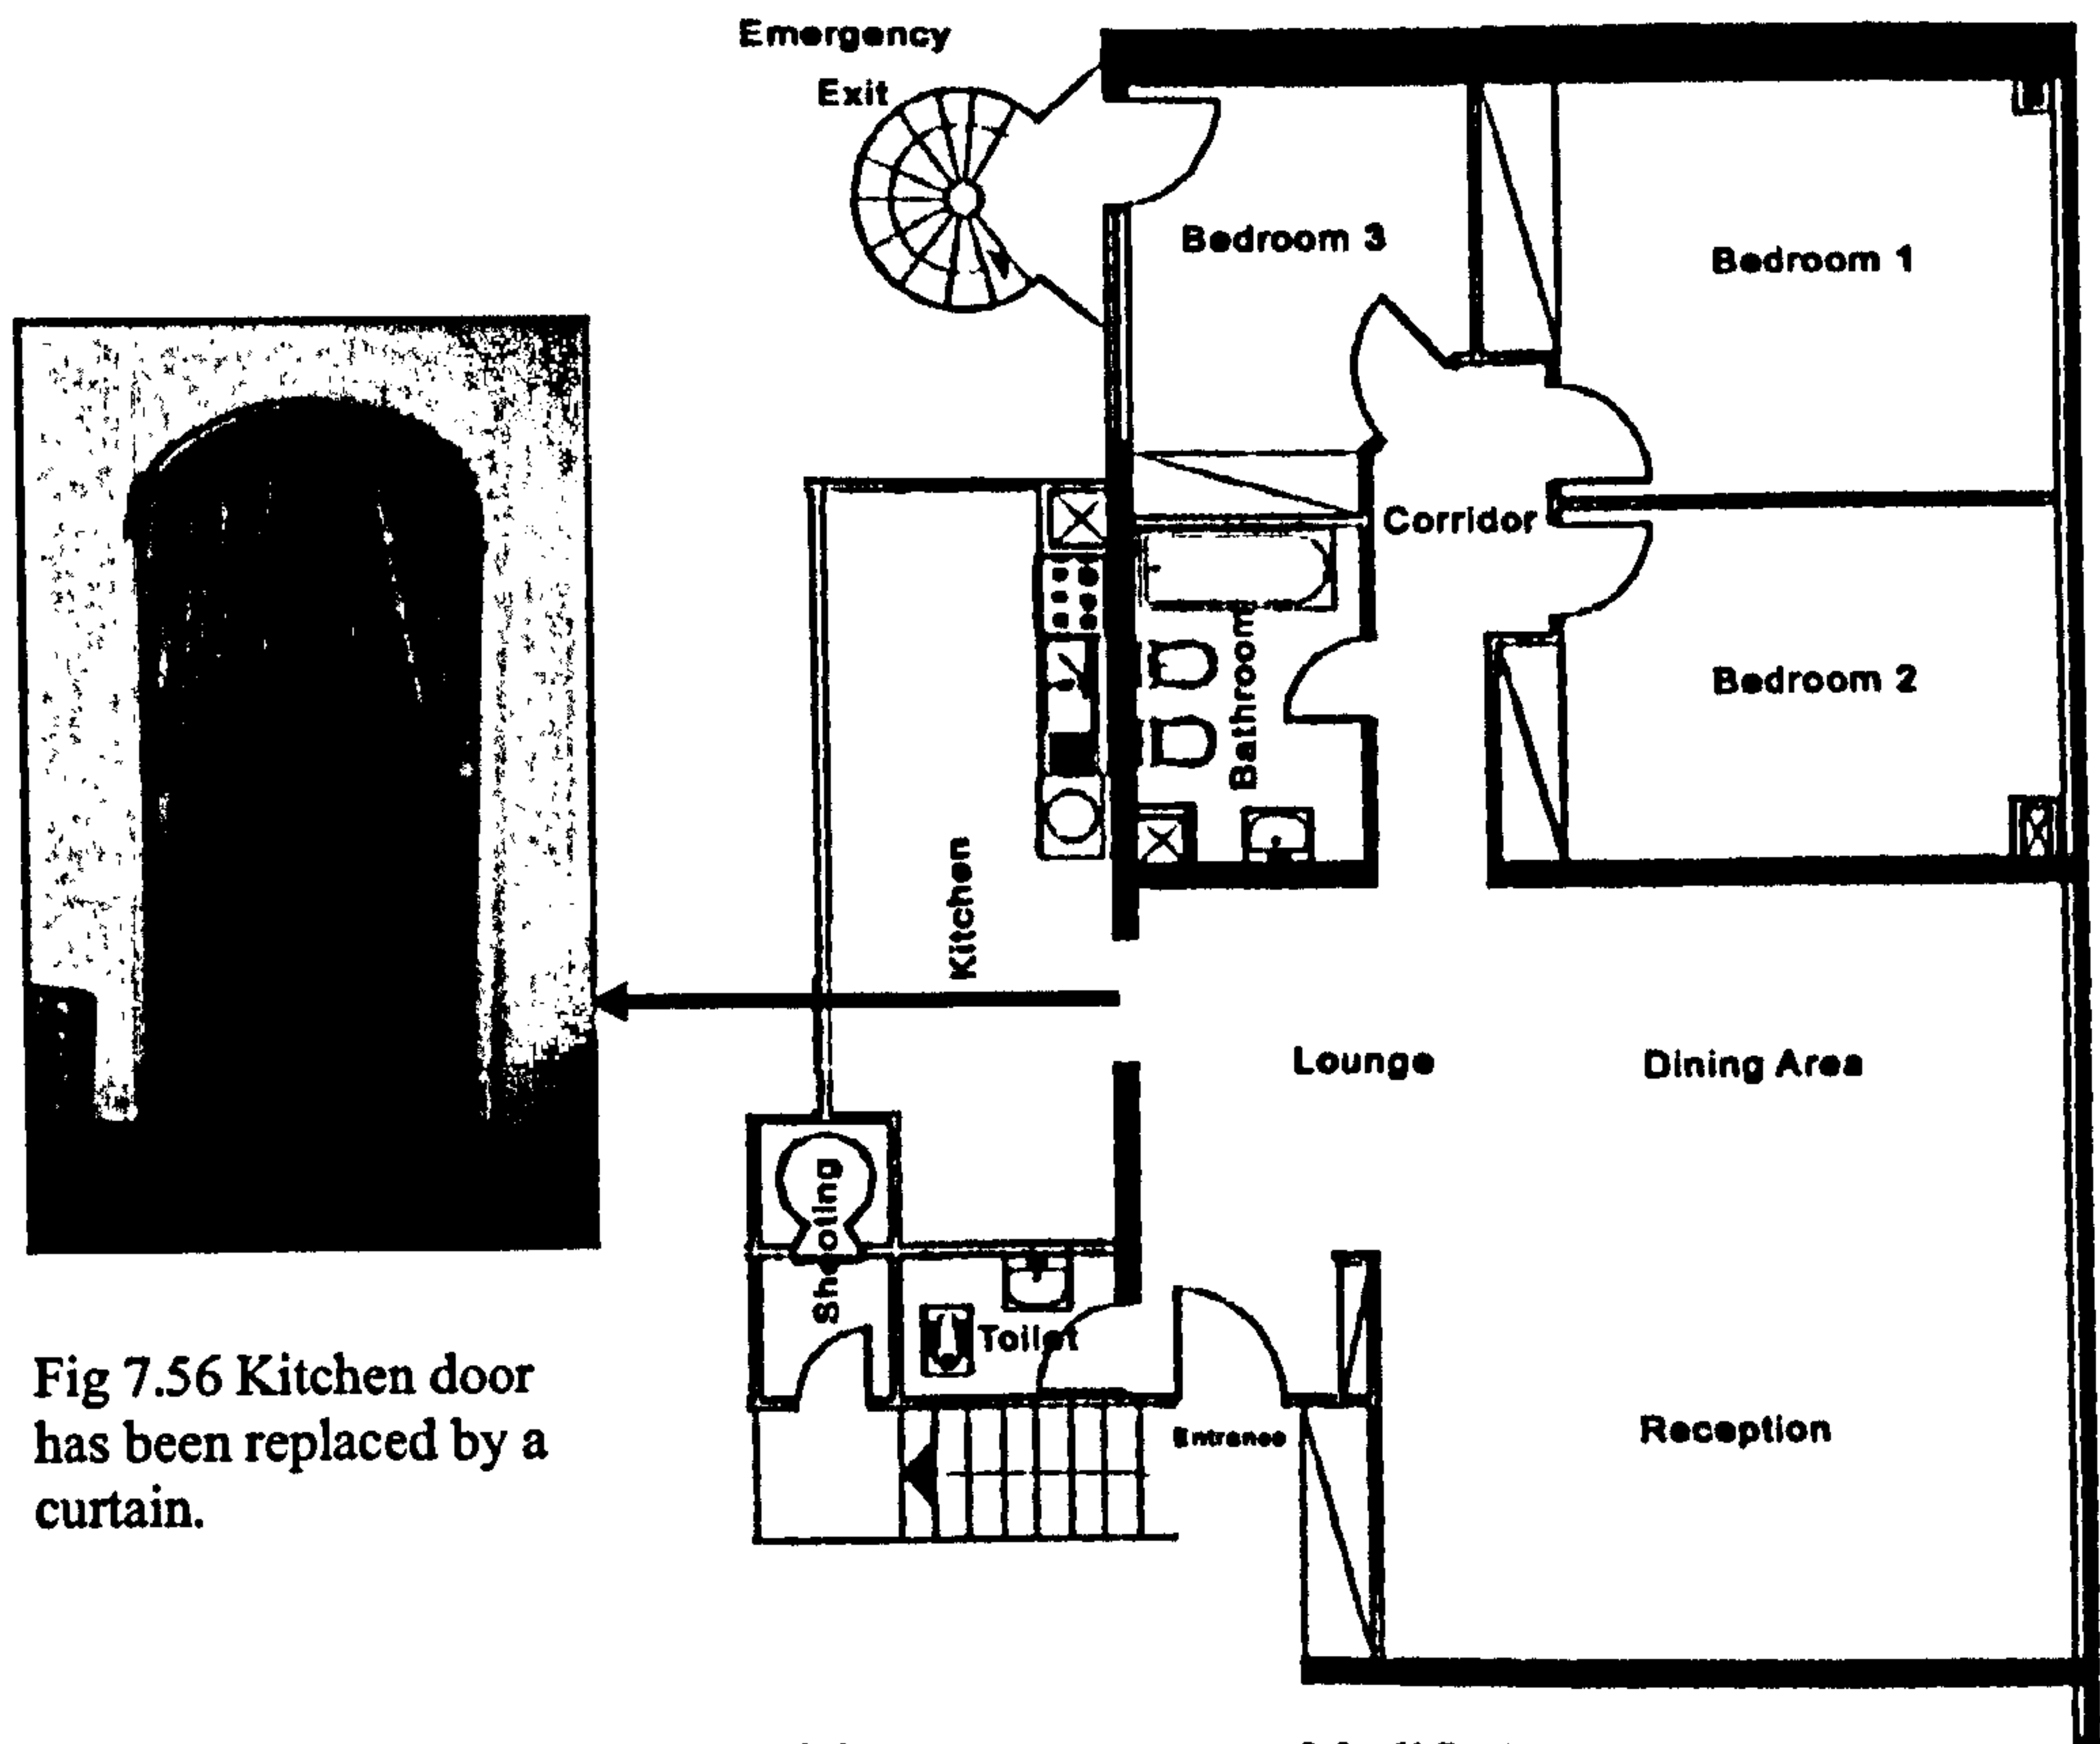 Emergency
Exit
Bedroom 3
Bedroom 1
Corridor
Bathroom
Bedroom 2
Kitchen
Lounge
Dining Area
Shooting
Toilet
Entrance
Reception
Fig 7.56 Kitchen door
has been replaced by a
curtain.